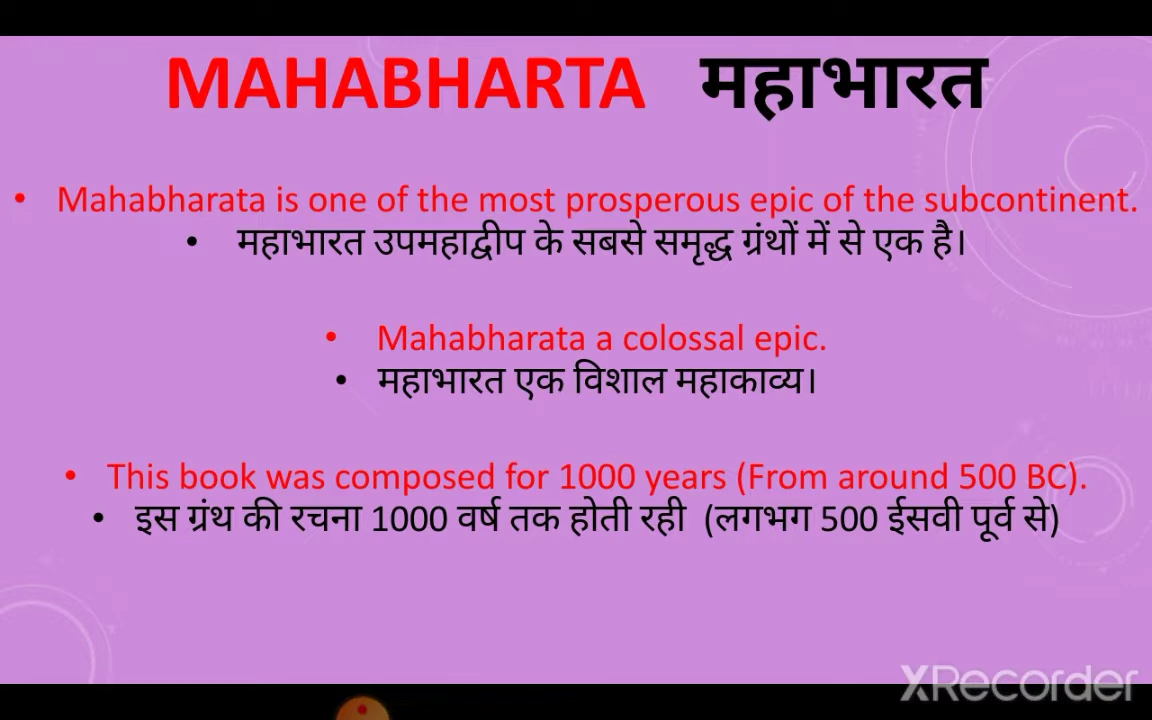 MAHABHARTA महाभारत
• Mahabharata is one of the most prosperous epic of the subcontinent.
• महाभारत उपमहाद्वीप के सबसे समृद्ध ग्रंथों में से एक है।
• Mahabharata a colossal epic.
• महाभारत एक विशाल महाकाव्य।
• This book was composed for 1000 years (From around 500 BC).
• इस ग्रंथ की रचना 1000 वर्ष तक होती रही (लगभग 500 ईसवी पूर्व से)
XRecorder